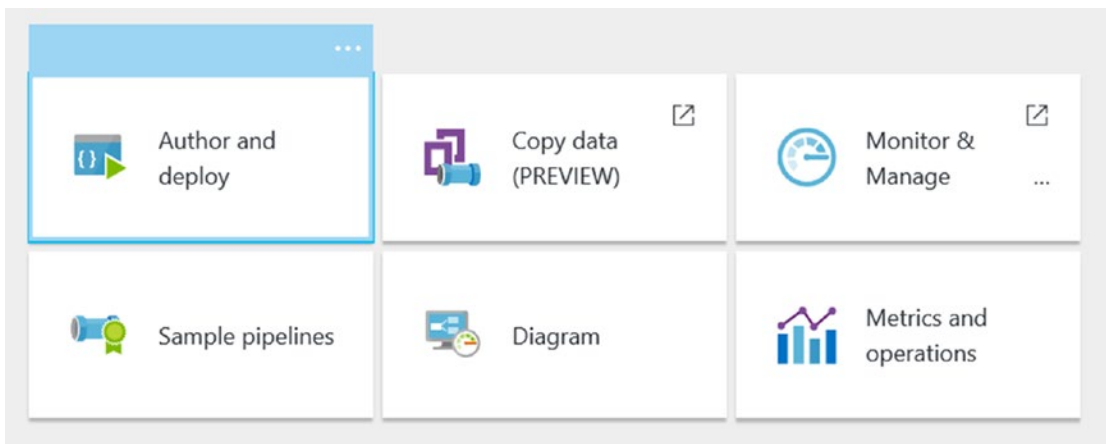 ...
Author and
deploy
Copy data
(PREVIEW)
Monitor &
Manage ...
Sample pipelines
Diagram
Metrics and
operations